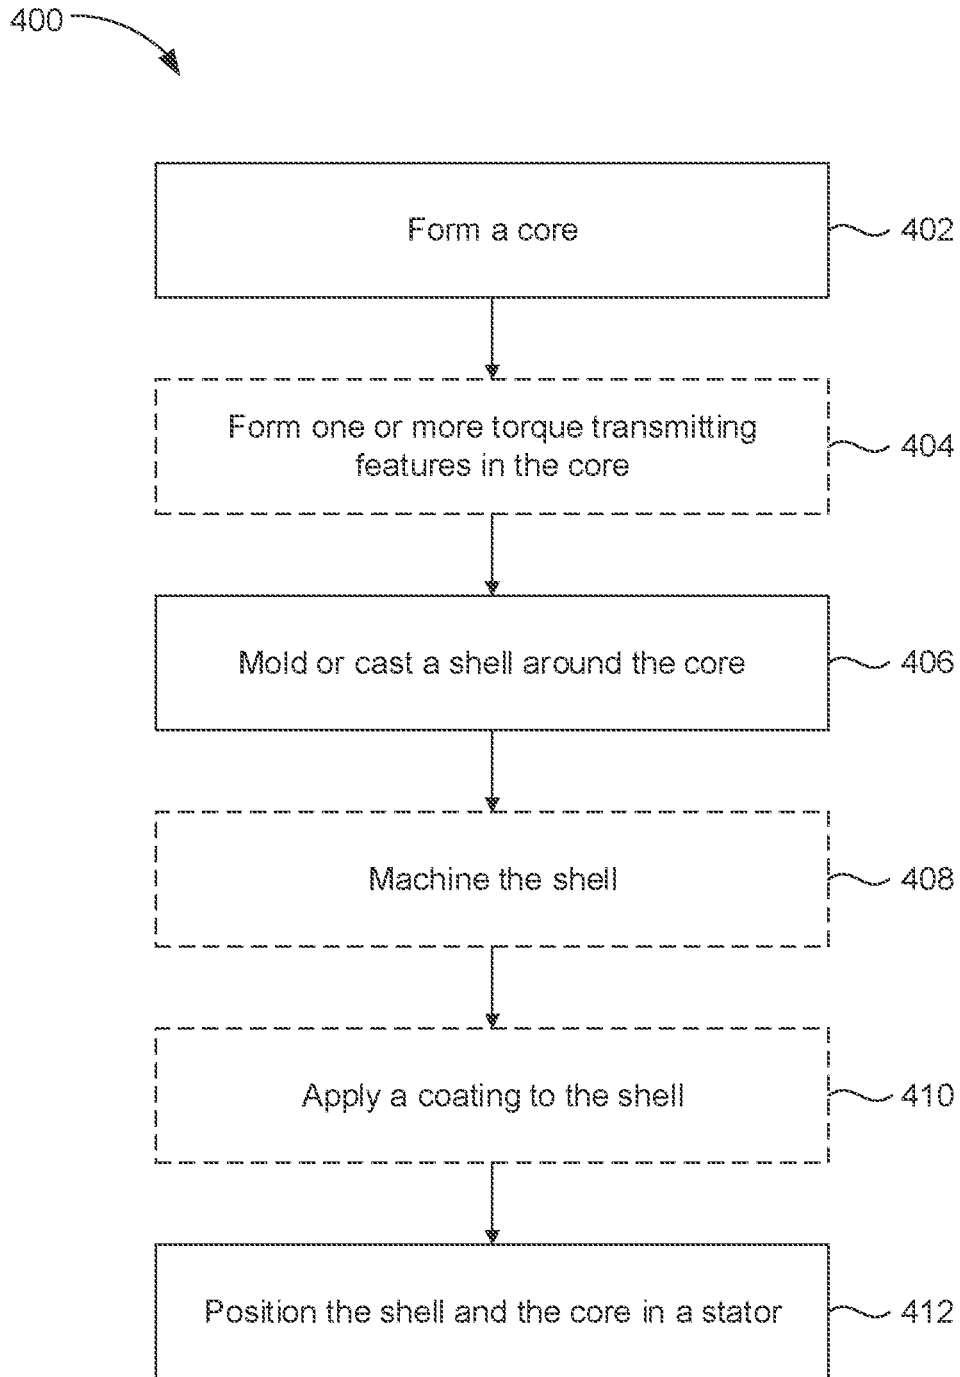 400
Form a core
402
Form one or more torque transmitting
features in the core
404
Mold or cast a shell around the core
406
Machine the shell
408
Apply a coating to the shell
410
Position the shell and the core in a stator
412